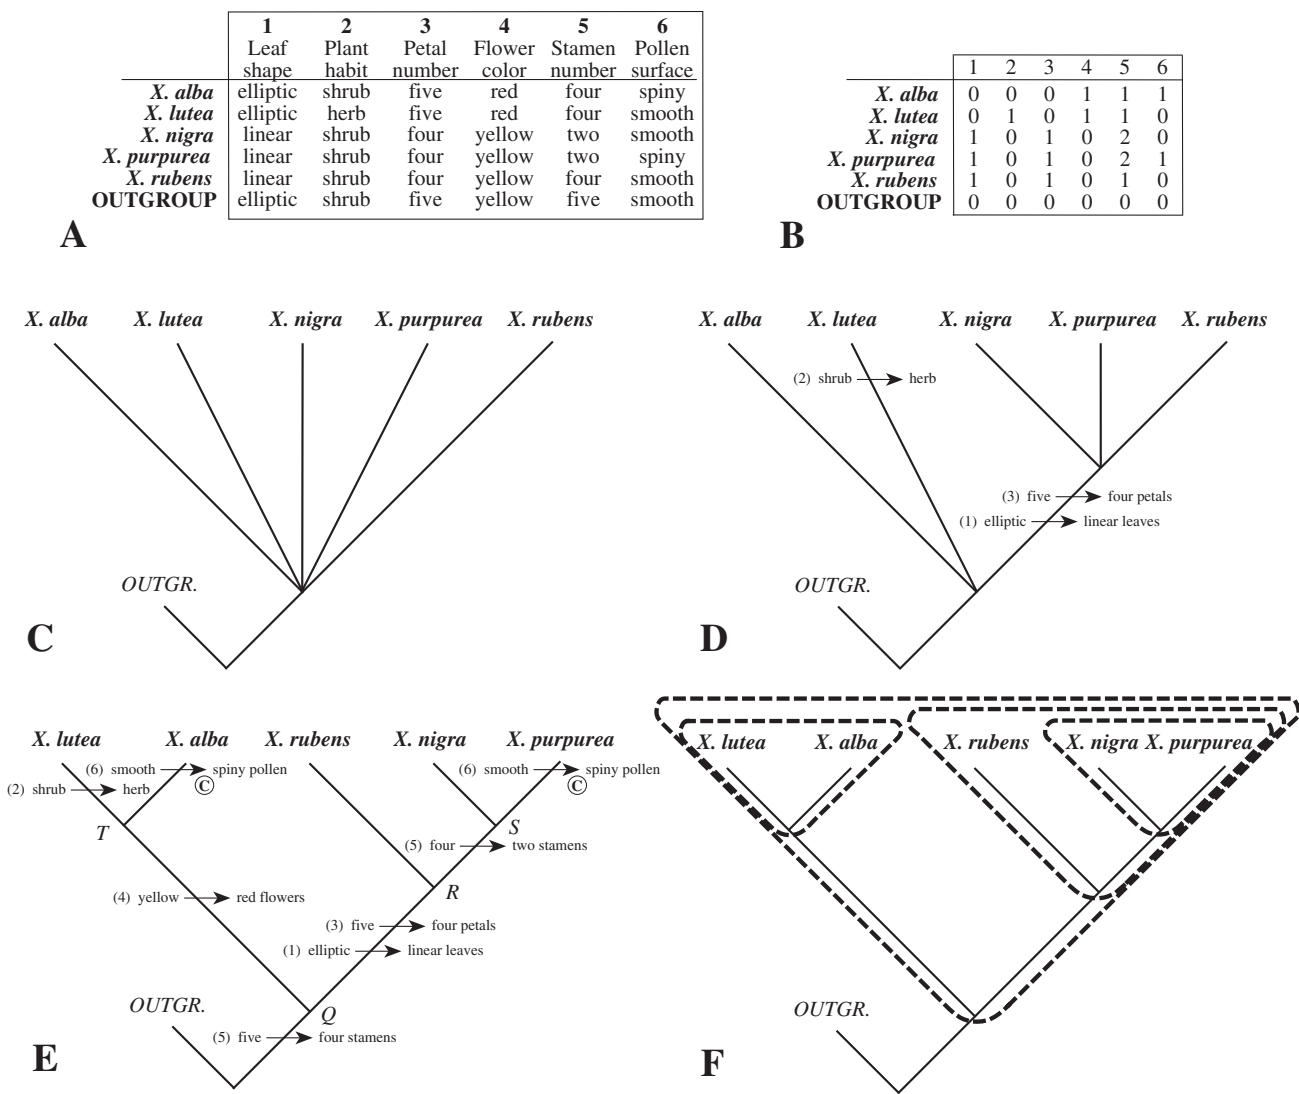 1 2 3 4 5 6
Leaf Plant Petal Flower Stamen Pollen
shape habit number color number surface
X. alba elliptic shrub five red four spiny
X. lutea elliptic herb five red four smooth
X. nigra linear shrub four yellow two smooth
X. purpurea linear shrub four yellow two spiny
X. rubens linear shrub four yellow four smooth
OUTGROUP elliptic shrub five yellow five smooth
A
1 2 3 4 5 6
X. alba 0 0 0 1 1 1
X. lutea 0 1 0 1 1 0
X. nigra 1 0 1 0 2 0
X. purpurea 1 0 1 0 2 1
X. rubens 1 0 1 0 1 0
OUTGROUP 0 0 0 0 0 0
B
X. alba X. lutea X. nigra X. purpurea X. rubens
OUTGR.
C
X. alba X. lutea X. nigra X. purpurea X. rubens
(2) shrub herb
(3) five four petals
(1) elliptic linear leaves
OUTGR.
D
X. lutea X. alba X. rubens X. nigra X. purpurea
(6) smooth spiny pollen (6) smooth spiny pollen
(2) shrub herb C C
T S
(5) four two stamens
(4) yellow red flowers R
(3) five four petals
(1) elliptic linear leaves
OUTGR. Q
(5) five four stamens
E
X. lutea X. alba X. rubens X. nigra X. purpurea
OUTGR.
F